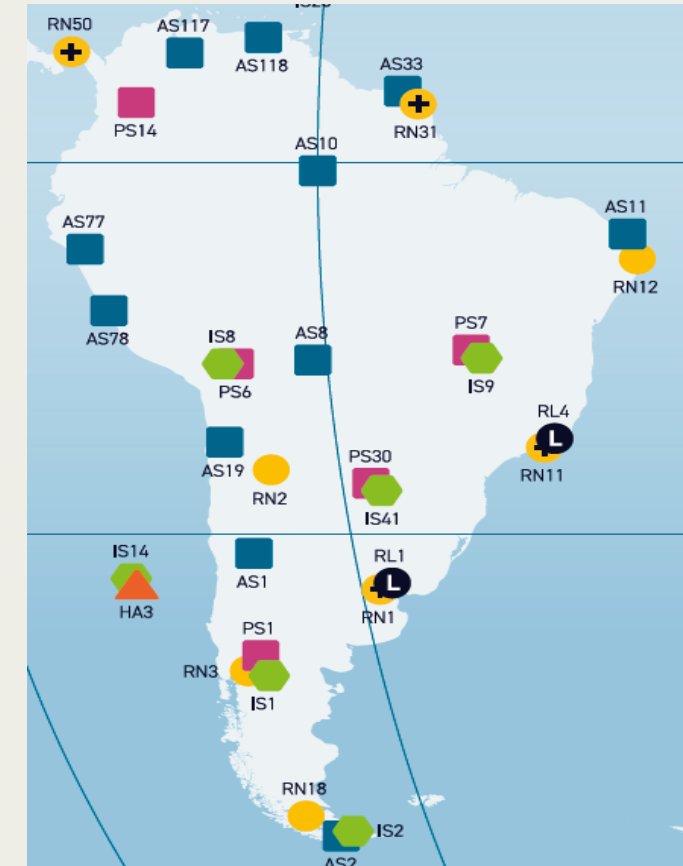 RN50
AS117
AS118
AS33
RN31
PS14
AS10
AS77
AS11
RN12
AS78
IS8
PS6
AS8
PS7
IS9
RL4
RN11
AS19
RN2
PS30
IS41
IS14
HA3
AS1
RL1
RN1
PS1
RN3
IS1
RN18
IS2
AS2
L
L